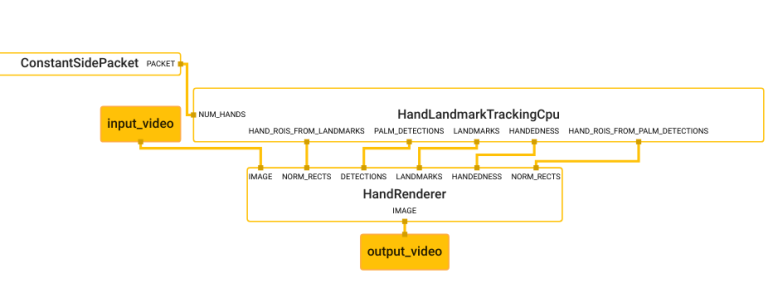 ConstantSidePacket PACKET
NUM_HANDS
input_video
HandLandmarkTrackingCpu
HAND_ROIS_FROM_LANDMARKS PALM_DETECTIONS LANDMARKS HANDEDNESS HAND_ROIS_FROM_PALM_DETECTIONS
IMAGE NORM_RECTS DETECTIONS LANDMARKS HANDEDNESS NORM_RECTS
HandRenderer
IMAGE
output_video